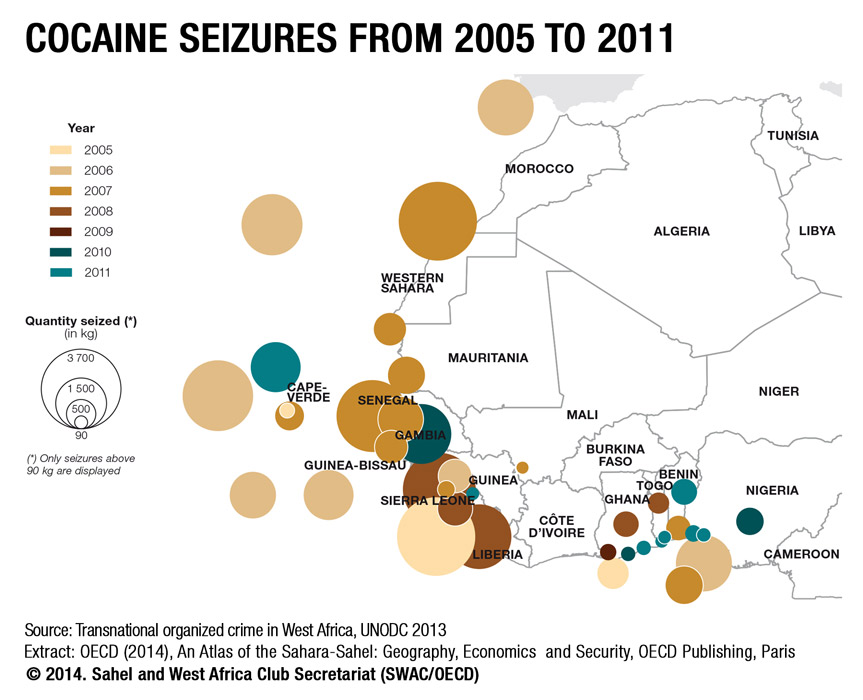 COCAINE SEIZURES FROM 2005 TO 2011
Year
2005
2006
2007
2008
2009
2010
2011
Quantity seized (*)
(in kg)
3 700
1 500
500
90
(*) Only seizures above
90 kg are displayed
TUNISIA
MOROCCO
ALGERIA
LIBYA
WESTERN
SAHARA
MAURITANIA
CAPE-
VERDE
SENEGAL
NIGER
MALI
GAMBIA
BURKINA
FASO
GUINEA-BISSAU
GUINEA
BENIN
TOGO
NIGERIA
SIERRA LEONE
GHANA
CÔTE
D'IVOIRE
LIBERIA
CAMEROON
Source: Transnational organized crime in West Africa, UNODC 2013
Extract: OECD (2014), An Atlas of the Sahara-Sahel: Geography, Economics and Security, OECD Publishing, Paris
© 2014. Sahel and West Africa Club Secretariat (SWAC/OECD)